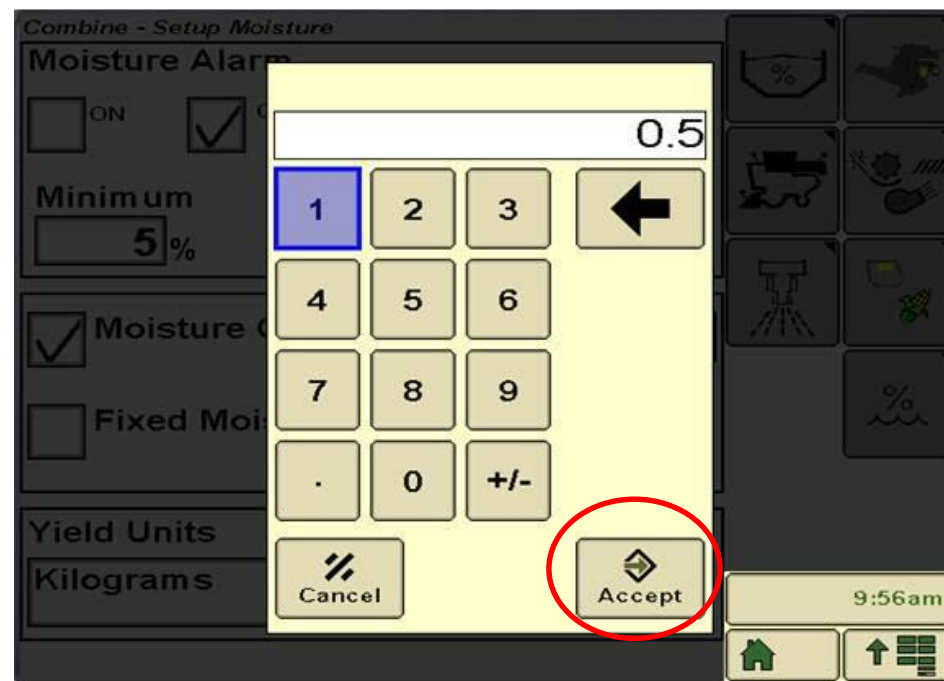 Combine - Setup Moisture
Moisture Alarm
ON
Minimum
5 %
Moisture
Fixed
Yield Units
Kilograms
0.5
1 2 3
4 5 6
7 8 9
. 0 +/-
Cancel
Accept
%
%
9:56am